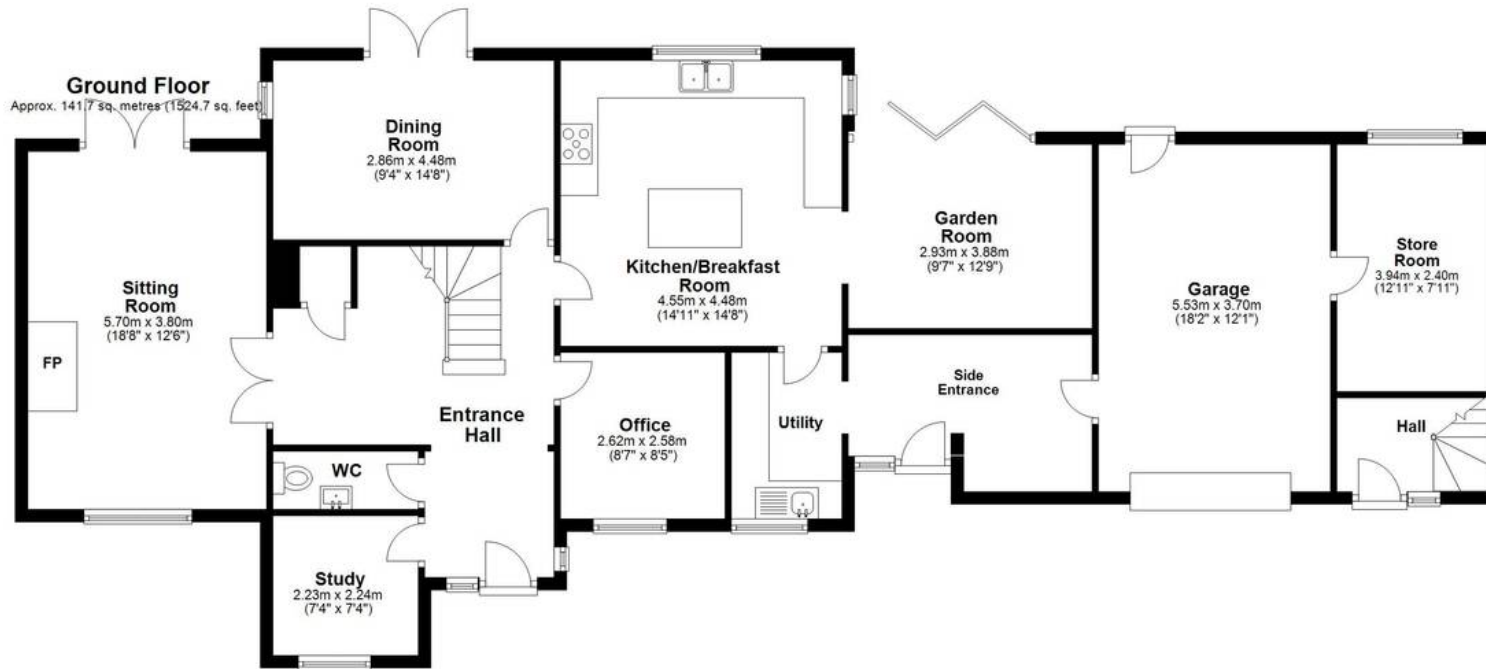 Ground Floor
Approx. 141.7 sq. metres (1524.7 sq. feet)
Dining
Room
2.86m x 4.48m
(9'4" x 14'8")
Sitting
Room
5.70m x 3.80m
(18'8" x 12'6")
FP
Kitchen/Breakfast
Room
4.55m x 4.48m
(14'11" x 14'8")
Garden
Room
2.93m x 3.88m
(9'7" x 12'9")
Garage
5.53m x 3.70m
(18'2" x 12'1")
Store
Room
3.94m x 2.40m
(12'11" x 7'11")
Entrance
Hall
Office
2.62m x 2.58m
(8'7" x 8'5")
Utility
Side
Entrance
Hall
WC
Study
2.23m x 2.24m
(7'4" x 7'4")